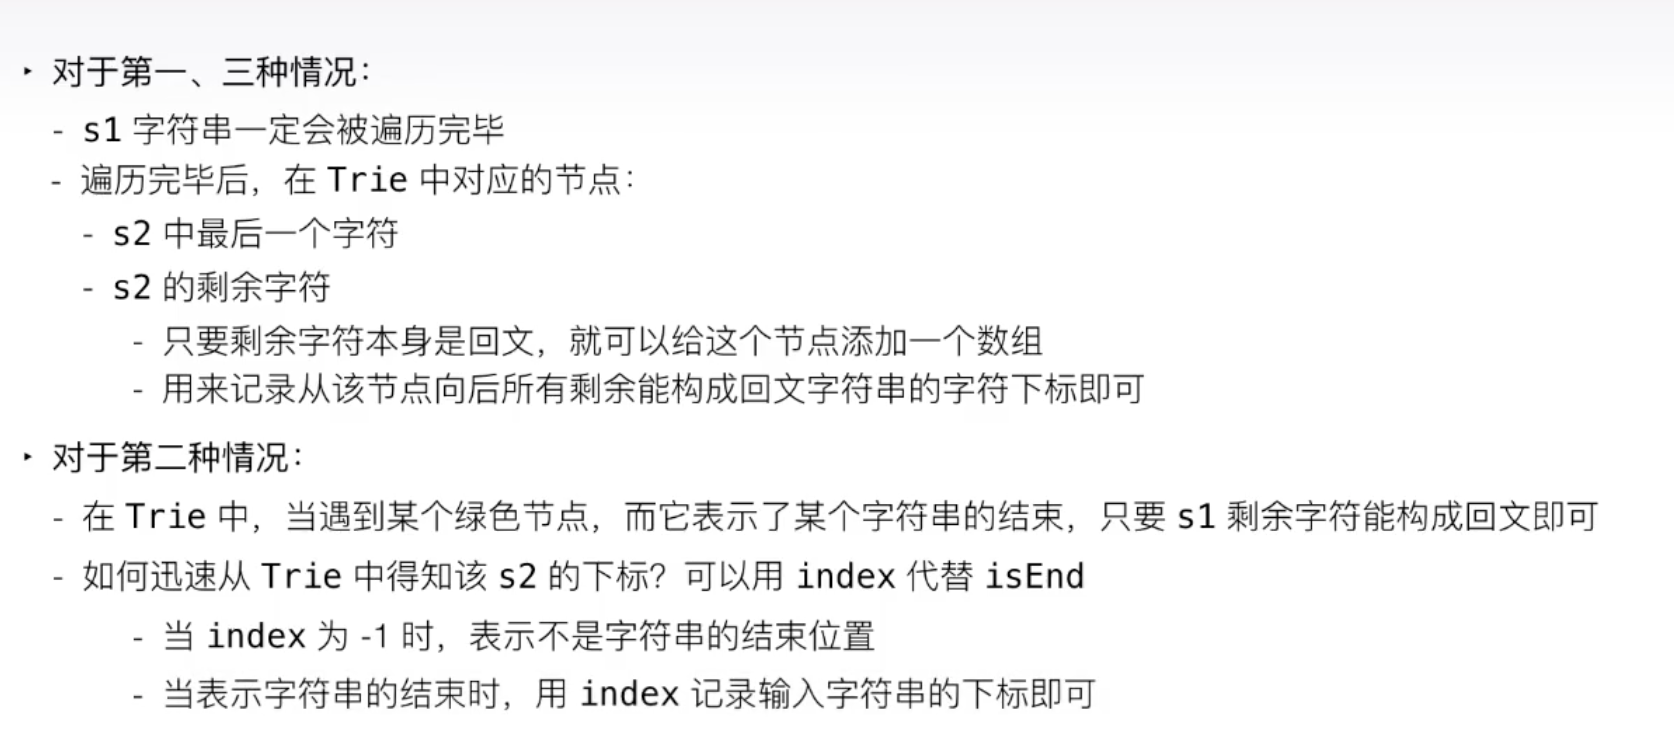 ‣ 对于第一、三种情况：
- s1 字符串一定会被遍历完毕
- 遍历完毕后，在 Trie 中对应的节点：
- s2 中最后一个字符
- s2 的剩余字符
- 只要剩余字符本身是回文，就可以给这个节点添加一个数组
- 用来记录从该节点向后所有剩余能构成回文字符串的字符下标即可
‣ 对于第二种情况：
- 在 Trie 中，当遇到某个绿色节点，而它表示了某个字符串的结束，只要 s1 剩余字符能构成回文即可
- 如何迅速从 Trie 中得知该 s2 的下标？可以用 index 代替 isEnd
- 当 index 为 -1 时，表示不是字符串的结束位置
- 当表示字符串的结束时，用 index 记录输入字符串的下标即可